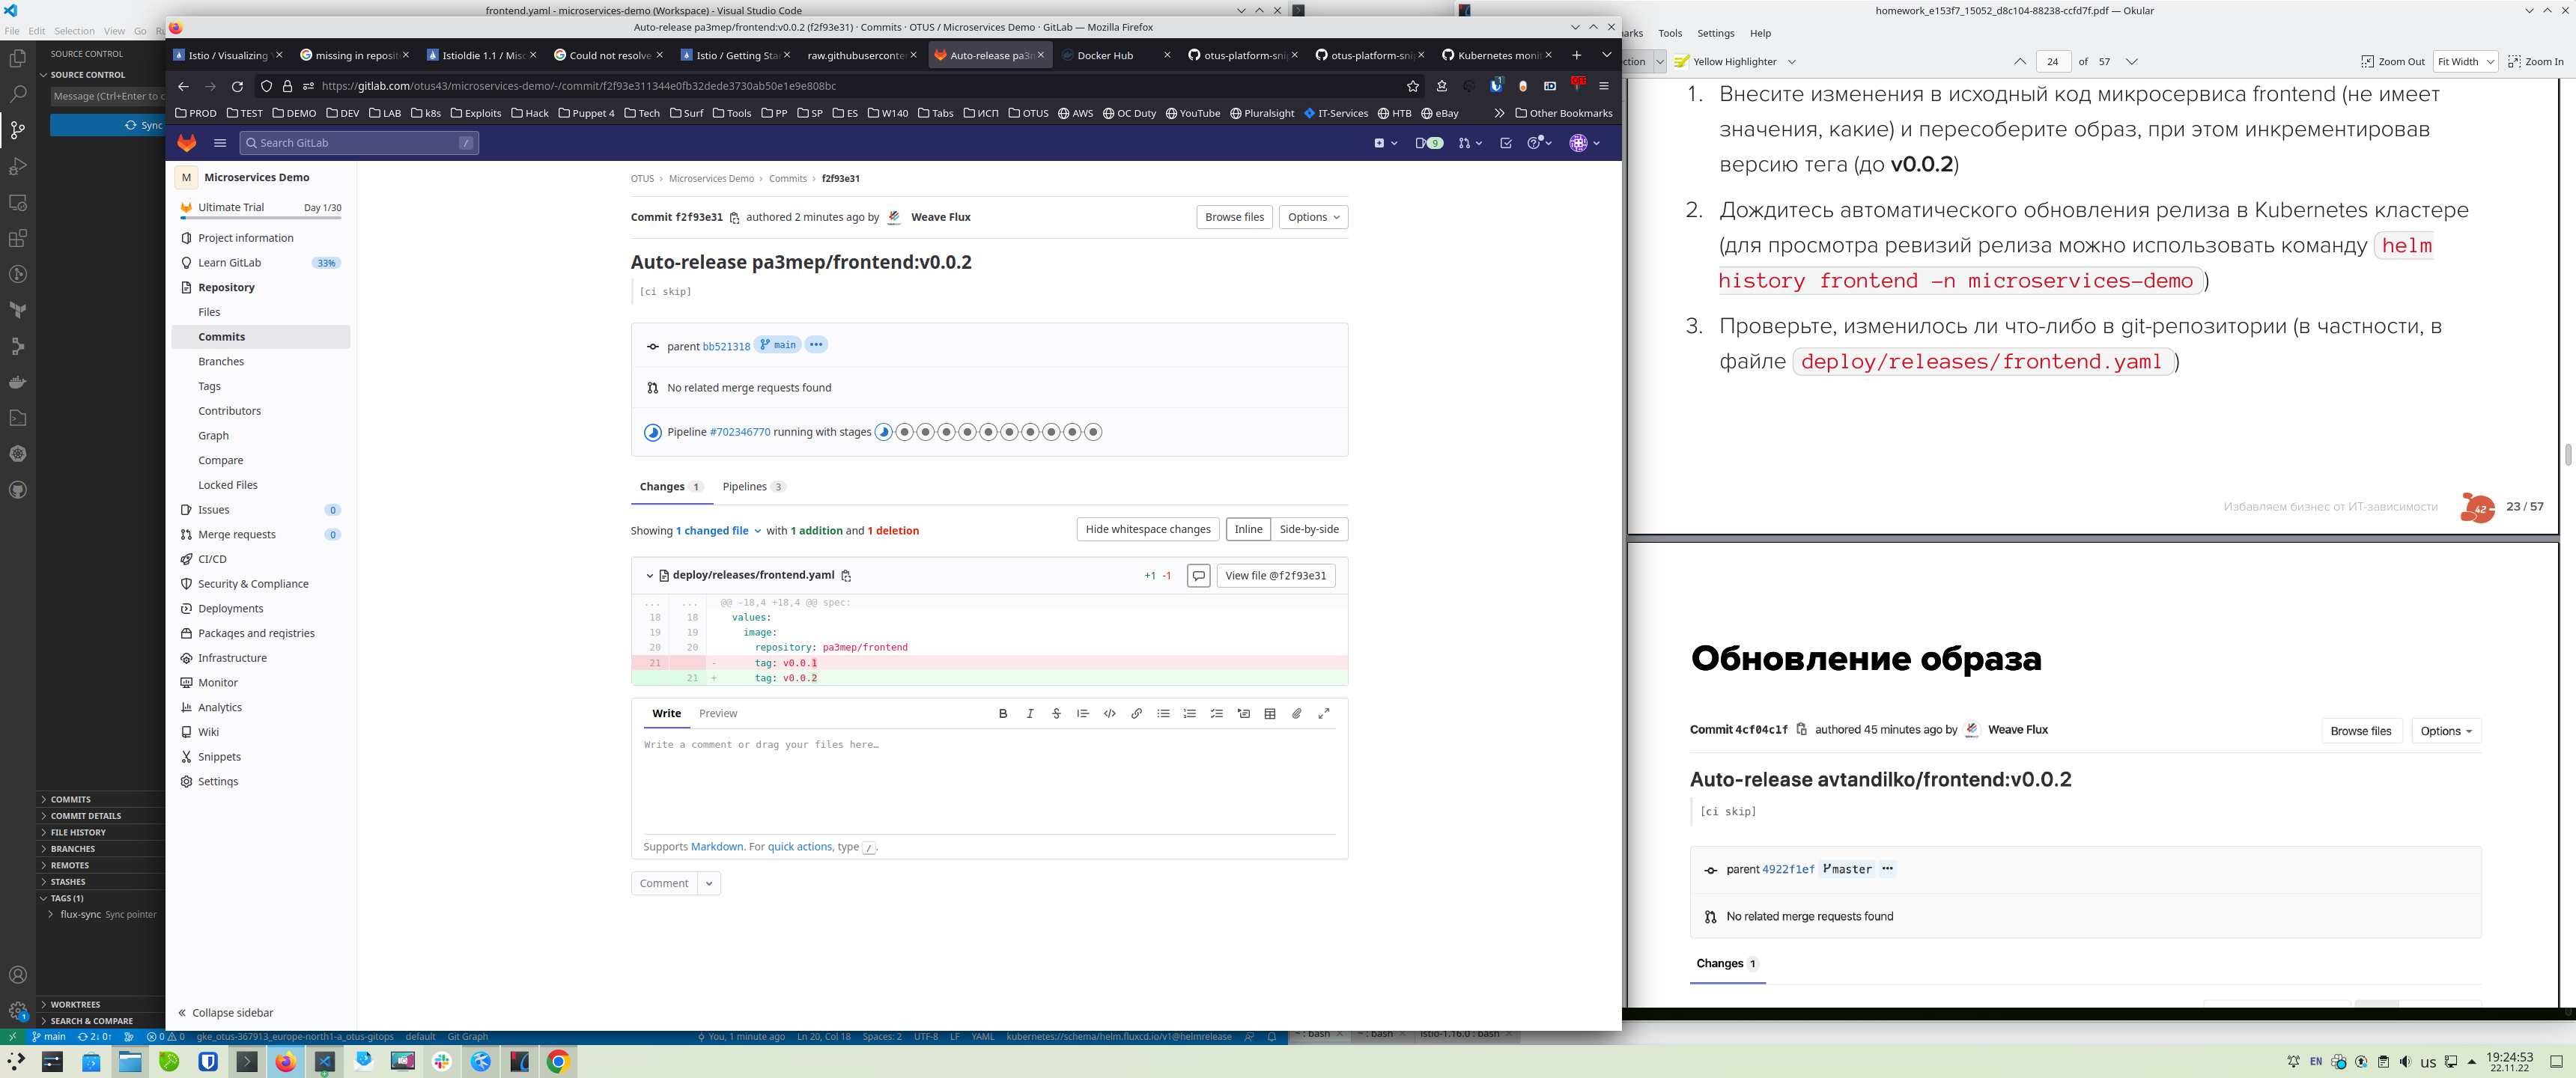 frontend.yaml - microservices-demo (Workspace) - Visual Studio Code
File Edit Selection View Go
SOURCE CONTROL
SOURCE CONTROL
Message (Ctrl+Enter to
Sync
COMMITS
COMMIT DETAILS
FILE HISTORY
BRANCHES
REMOTES
STASHES
TAGS (1)
flux-sync Sync pointer
WORKTREES
SEARCH & COMPARE
Auto-release pa3mep/frontend:v0.0.2 (f2f93e31) · Commits · OTUS / Microservices Demo · GitLab — Mozilla Firefox
Istio / Visualizing
missing in reposit
Istioldie 1.1 / Misc
Could not resolve
Istio / Getting Star
raw.githubuserconte
Auto-release pa3m
Docker Hub
otus-platform-sni
otus-platform-sni
Kubernetes moni
https://gitlab.com/otus43/microservices-demo/-/commit/f2f93e311344e0fb32dede3730ab50e1e9e808bc
PROD TEST DEMO DEV LAB k8s Exploits Hack Puppet 4 Tech Surf Tools PP SP ES W140 Tabs ИСП OTUS AWS OC Duty YouTube Pluralsight IT-Services HTB eBay Other Bookmarks
Search GitLab /
9
M Microservices Demo
Ultimate Trial Day 1/30
Project information
Learn GitLab 33%
Repository
Files
Commits
Branches
Tags
Contributors
Graph
Compare
Locked Files
Issues 0
Merge requests 0
CI/CD
Security & Compliance
Deployments
Packages and registries
Infrastructure
Monitor
Analytics
Wiki
Snippets
Settings
Collapse sidebar
OTUS > Microservices Demo > Commits > f2f93e31
Commit f2f93e31 authored 2 minutes ago by Weave Flux
Browse files Options
Auto-release pa3mep/frontend:v0.0.2
[ci skip]
parent bb521318 main ...
No related merge requests found
Pipeline #702346770 running with stages
Changes 1 Pipelines 3
Showing 1 changed file with 1 addition and 1 deletion
Hide whitespace changes Inline Side-by-side
deploy/releases/frontend.yaml +1 -1 View file @f2f93e31
... ... @@ -18,4 +18,4 @@ spec:
18 18 values:
19 19 image:
20 20 repository: pa3mep/frontend
21 - tag: v0.0.1
21 + tag: v0.0.2
Write Preview
Write a comment or drag your files here…
Supports Markdown. For quick actions, type /.
Comment
homework_e153f7_15052_d8c104-88238-ccfd7f.pdf — Okular
arks Tools Settings Help
ction Yellow Highlighter 24 of 57 Zoom Out Fit Width Zoom In
1. Внесите изменения в исходный код микросервиса frontend (не имеет
значения, какие) и пересоберите образ, при этом инкрементировав
версию тега (до v0.0.2)
2. Дождитесь автоматического обновления релиза в Kubernetes кластере
(для просмотра ревизий релиза можно использовать команду helm
history frontend -n microservices-demo )
3. Проверьте, изменилось ли что-либо в git-репозитории (в частности, в
файле deploy/releases/frontend.yaml )
Избавляем бизнес от ИТ-зависимости 42 23 / 57
Обновление образа
Commit 4cf04c1f authored 45 minutes ago by Weave Flux
Browse files Options
Auto-release avtandilko/frontend:v0.0.2
[ci skip]
parent 4922f1ef master ...
No related merge requests found
Changes 1
main 2↓ 0↑ 0 0 gke_otus-367913_europe-north1-a_otus-gitops default Git Graph You, 1 minute ago Ln 20, Col 18 Spaces: 2 UTF-8 LF YAML kubernetes://schema/helm.fluxcd.io/v1@helmrelease
~ : bash ~ : bash istio-1.16.0 : bash
EN us 19:24:53
22.11.22